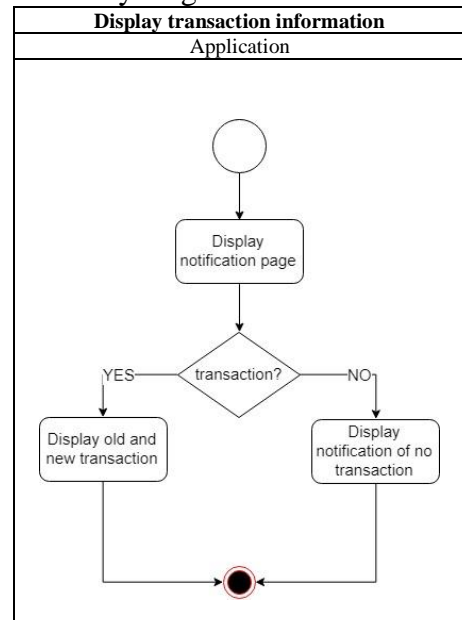 Display transaction information
Application
Display
notification page
transaction?
YES
NO
Display old and
new transaction
Display
notification of no
transaction